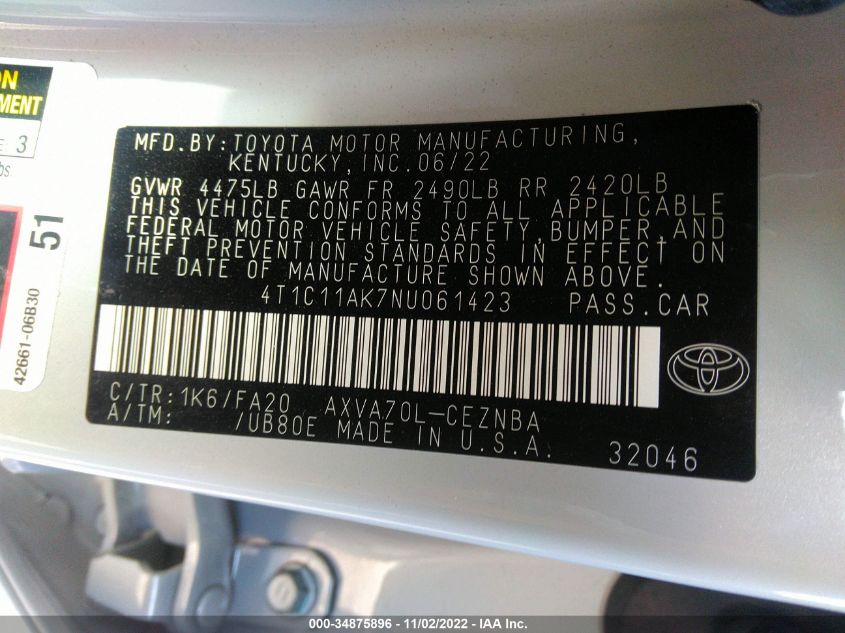 ON
MENT
E 3
bs
51
42661-06B30
MFD.BY:TOYOTA MOTOR MANUFACTURING,
KENTUCKY,INC.06/22
GVWR 4475LB GAWR FR 2490LB RR 2420LB
THIS VEHICLE CONFORMS TO ALL APPLICABLE
FEDERAL MOTOR VEHICLE SAFETY,BUMPER,AND
THEFT PREVENTION STANDARDS IN EFFECT ON
THE DATE OF MANUFACTURE SHOWN ABOVE.
4T1C11AK7NU061423 PASS.CAR
C/TR:1K6/FA20 AXVA70L-CEZNBA
A/TM: /UB80E MADE IN U.S.A.
32046
000-34875896 - 11/02/2022 - IAA Inc.